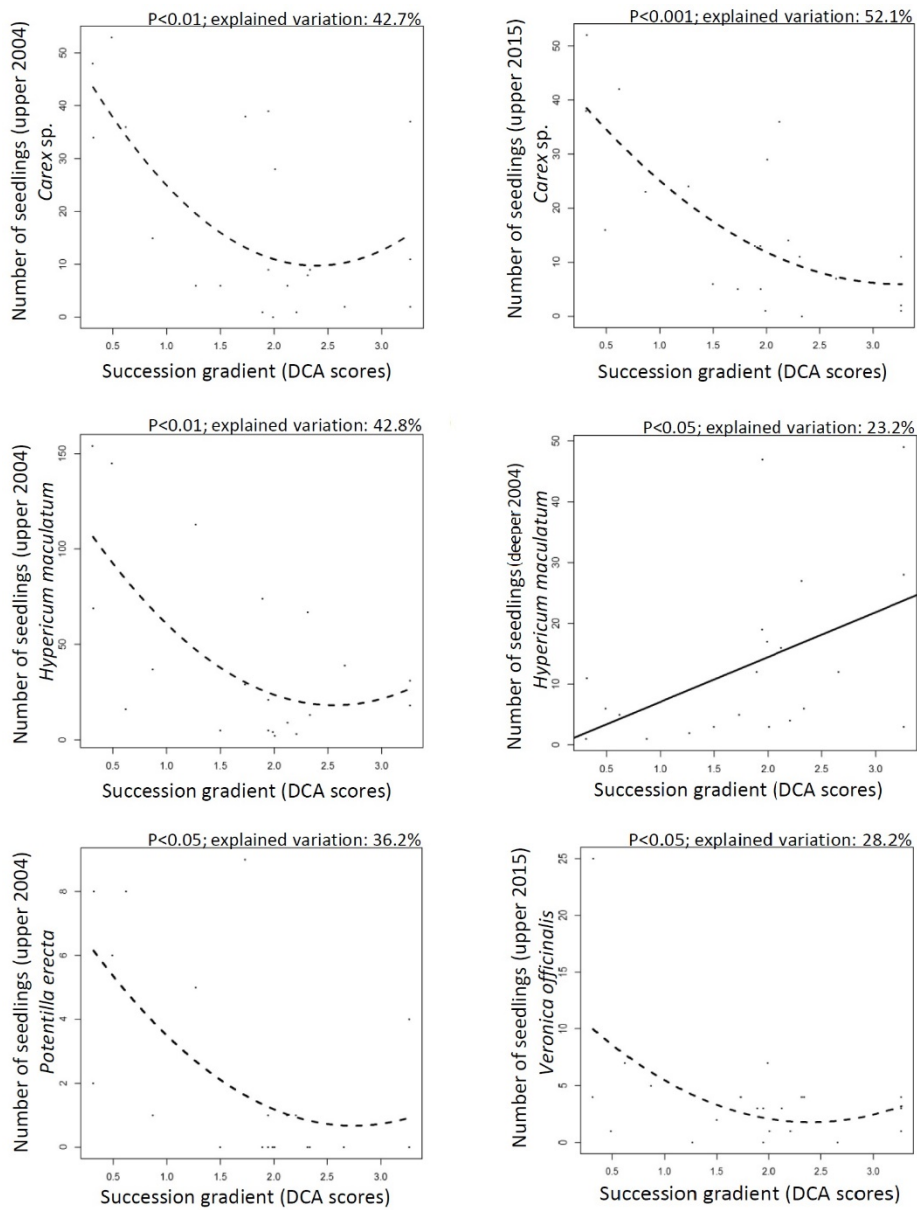 P<0.01; explained variation: 42.7%
Number of seedlings (upper 2004)
Carex sp.
50
40
30
20
10
0
0.5 1.0 1.5 2.0 2.5 3.0
Succession gradient (DCA scores)
P<0.001; explained variation: 52.1%
Number of seedlings (upper 2015)
Carex sp.
50
40
30
20
10
0
0.5 1.0 1.5 2.0 2.5 3.0
Succession gradient (DCA scores)
P<0.01; explained variation: 42.8%
Number of seedlings (upper 2004)
Hypericum maculatum
150
100
50
0
0.5 1.0 1.5 2.0 2.5 3.0
Succession gradient (DCA scores)
P<0.05; explained variation: 23.2%
Number of seedlings (deeper 2004)
Hypericum maculatum
50
40
30
20
10
0
0.5 1.0 1.5 2.0 2.5 3.0
Succession gradient (DCA scores)
P<0.05; explained variation: 36.2%
Number of seedlings (upper 2004)
Potentilla erecta
8
6
4
2
0
0.5 1.0 1.5 2.0 2.5 3.0
Succession gradient (DCA scores)
P<0.05; explained variation: 28.2%
Number of seedlings (upper 2015)
Veronica officinalis
25
20
15
10
5
0
0.5 1.0 1.5 2.0 2.5 3.0
Succession gradient (DCA scores)